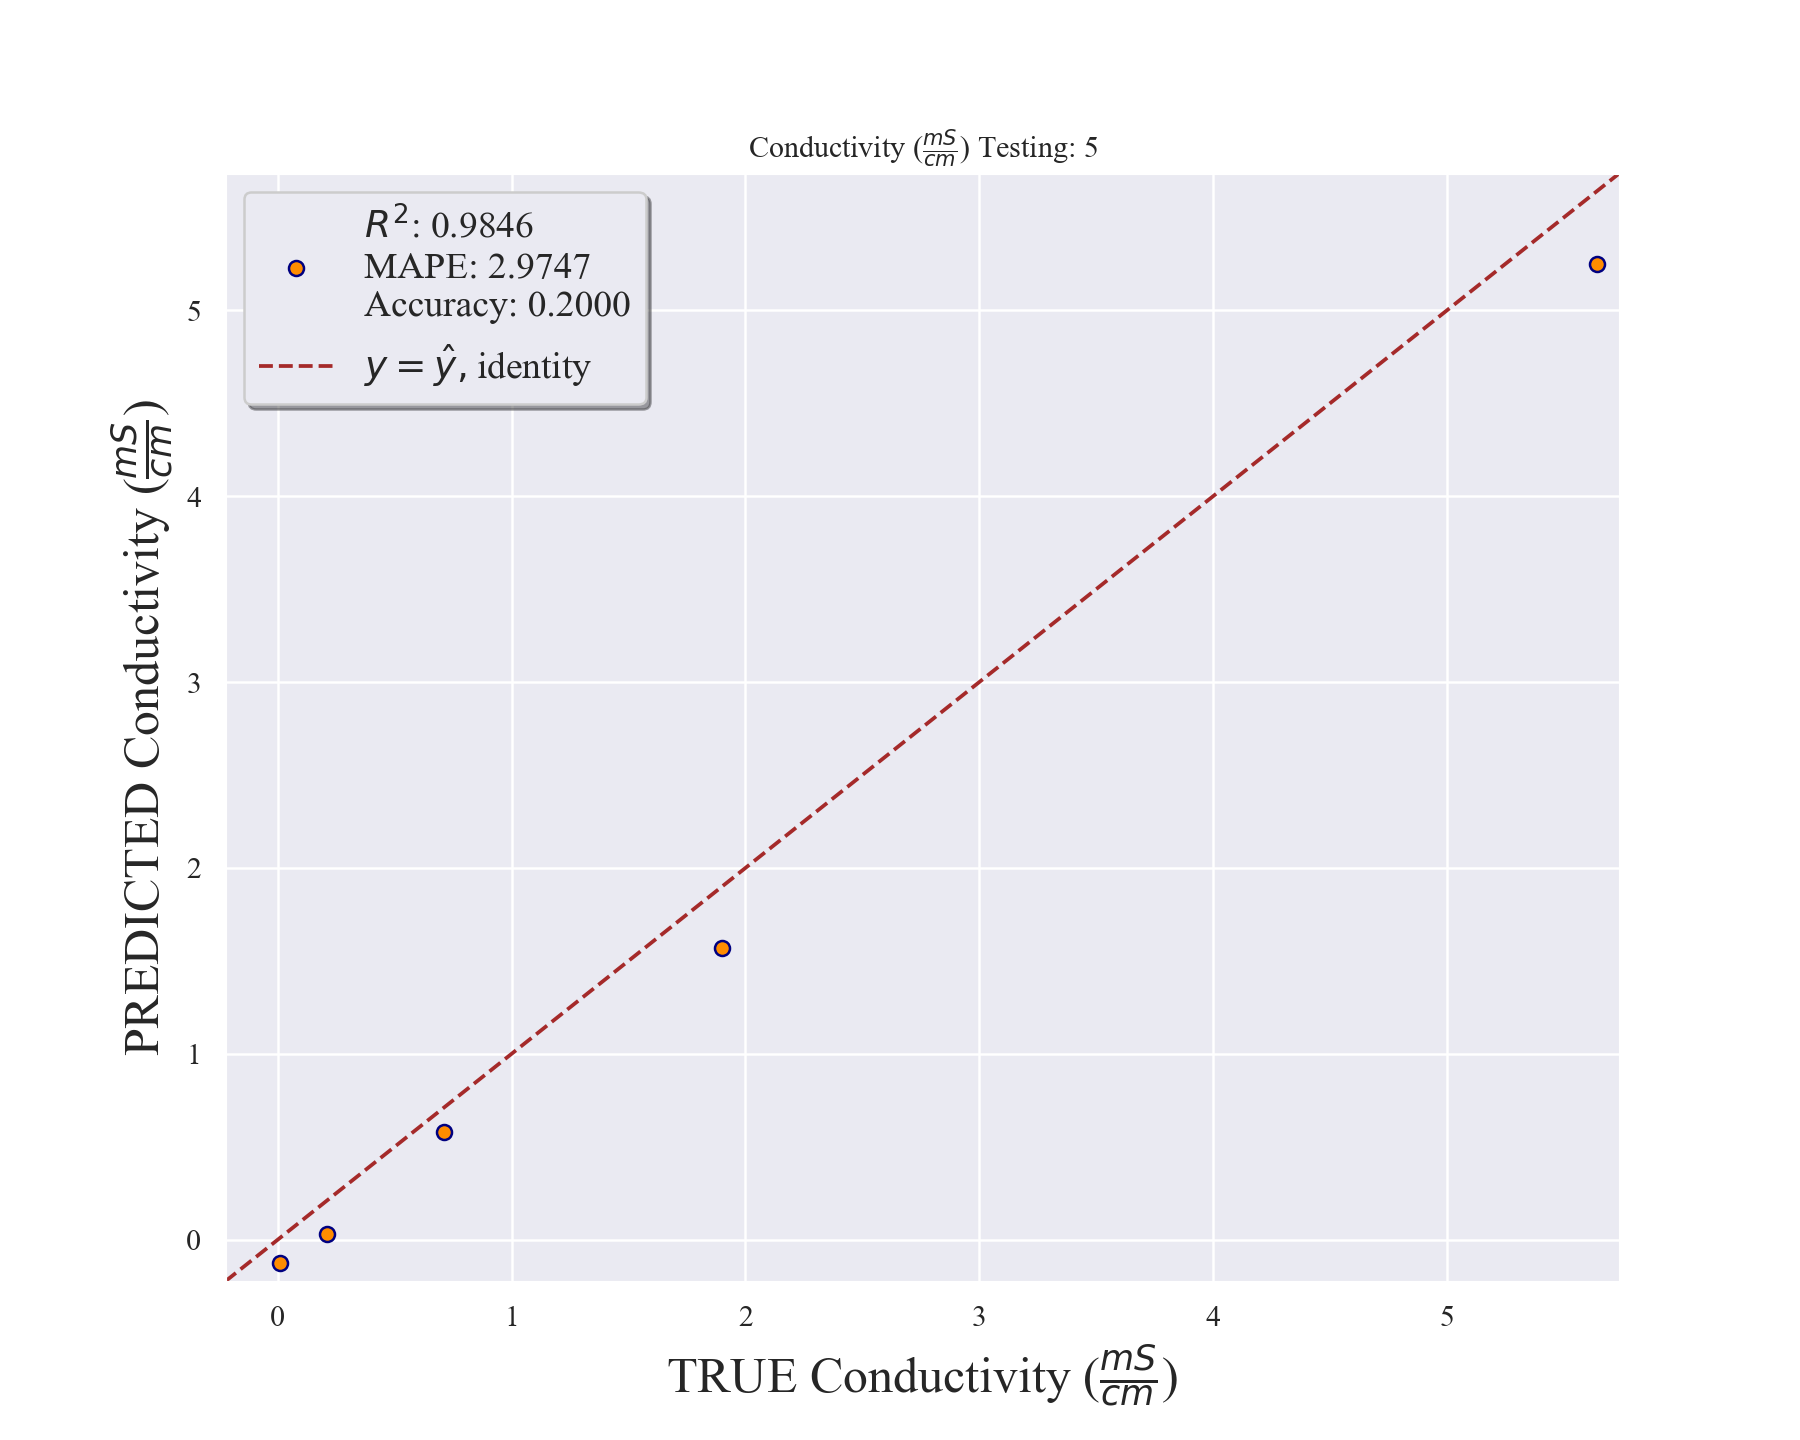 Conductivity (mS/cm) Testing: 5
R²: 0.9846
MAPE: 2.9747
Accuracy: 0.2000
y = ŷ, identity
PREDICTED Conductivity (mS/cm)
5
4
3
2
1
0
0 1 2 3 4 5
TRUE Conductivity (mS/cm)